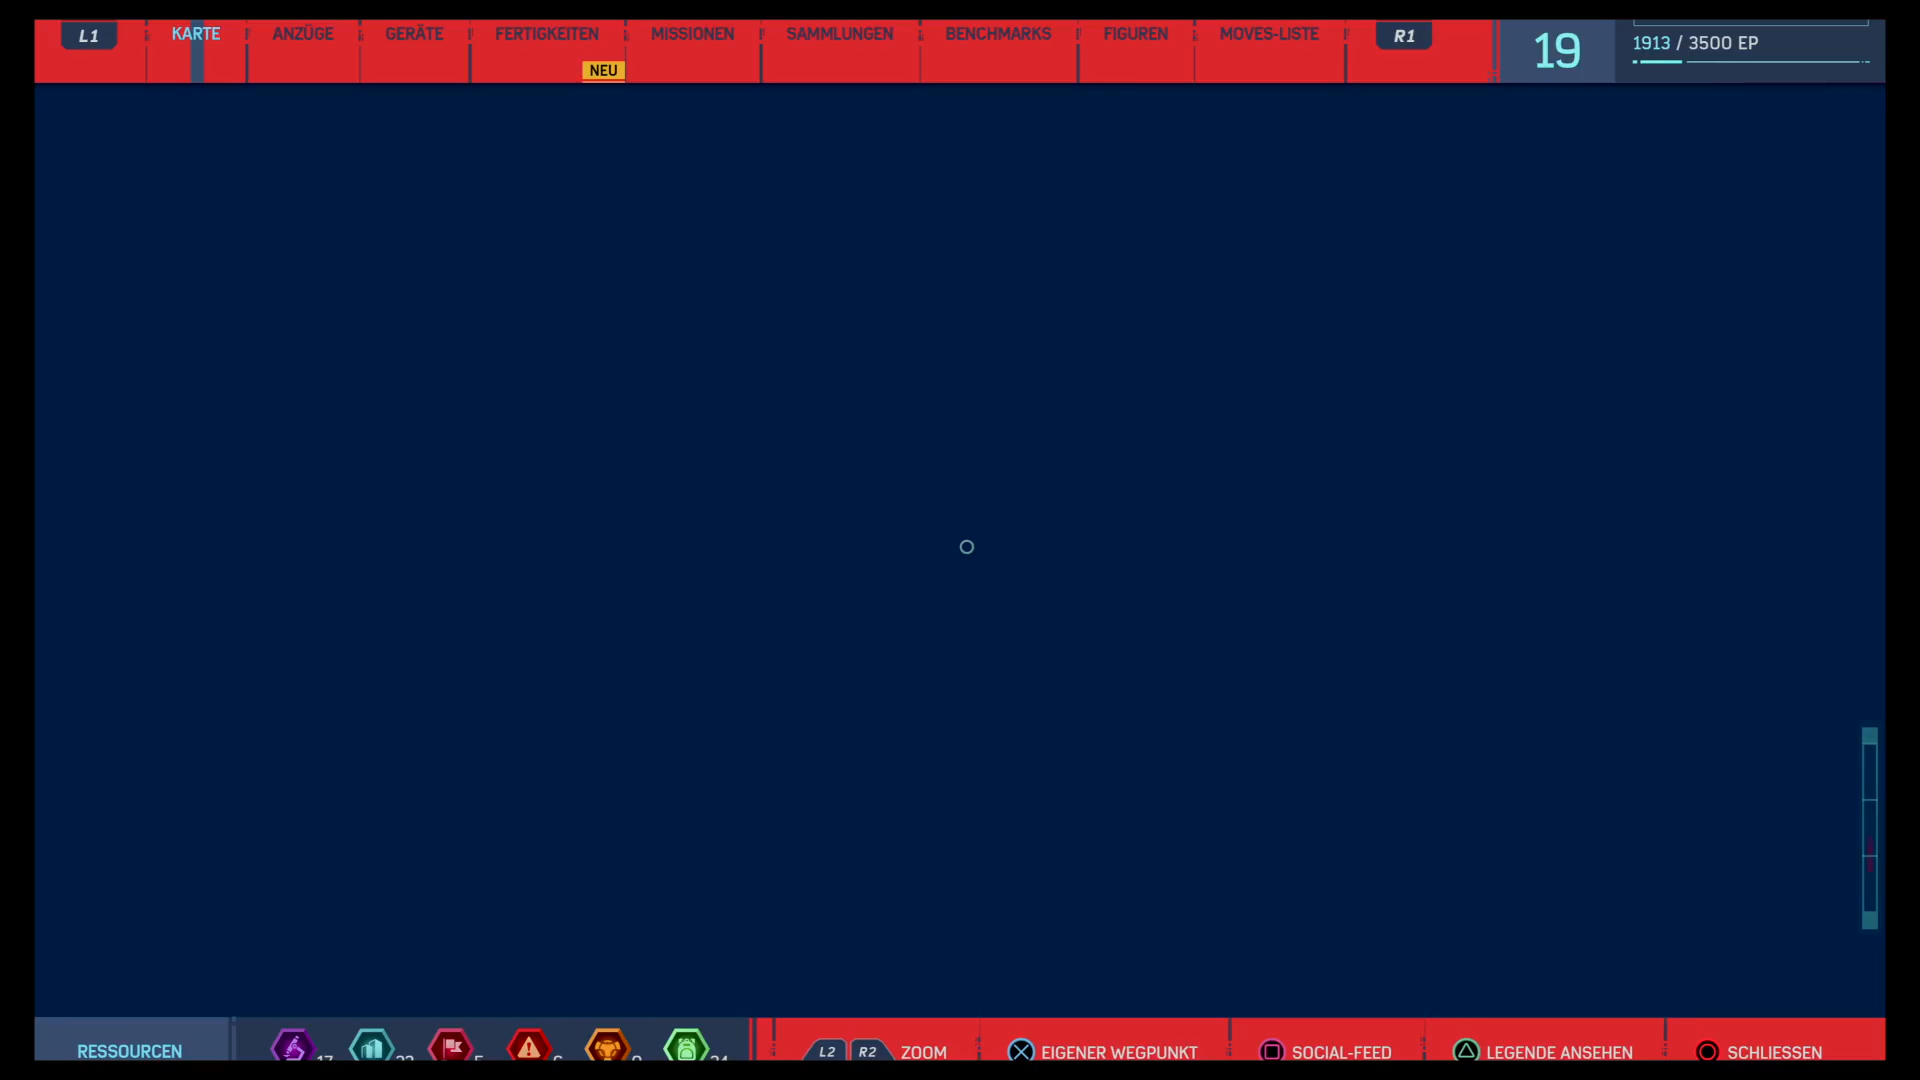 L1 KARTE ANZÜGE GERÄTE FERTIGKEITEN MISSIONEN SAMMLUNGEN BENCHMARKS FIGUREN MOVES-LISTE R1
NEU
19
1913 / 3500 EP
RESSOURCEN
L2 R2 ZOOM EIGENER WEGPUNKT SOCIAL-FEED LEGENDE ANSEHEN SCHLIESSEN